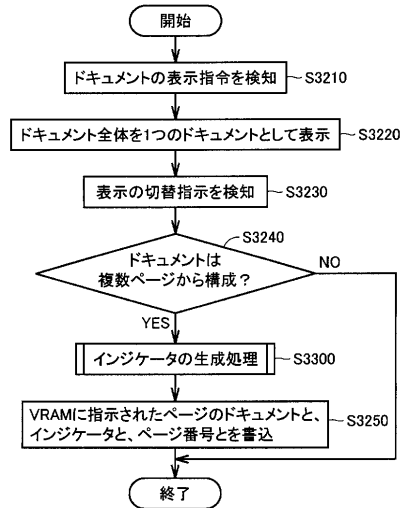 開始
ドキュメントの表示指令を検知
S3210
ドキュメント全体を1つのドキュメントとして表示
S3220
表示の切替指示を検知
S3230
S3240
ドキュメントは
複数ページから構成？
NO
YES
インジケータの生成処理
S3300
VRAMに指示されたページのドキュメントと、
インジケータと、ページ番号とを書込
S3250
終了